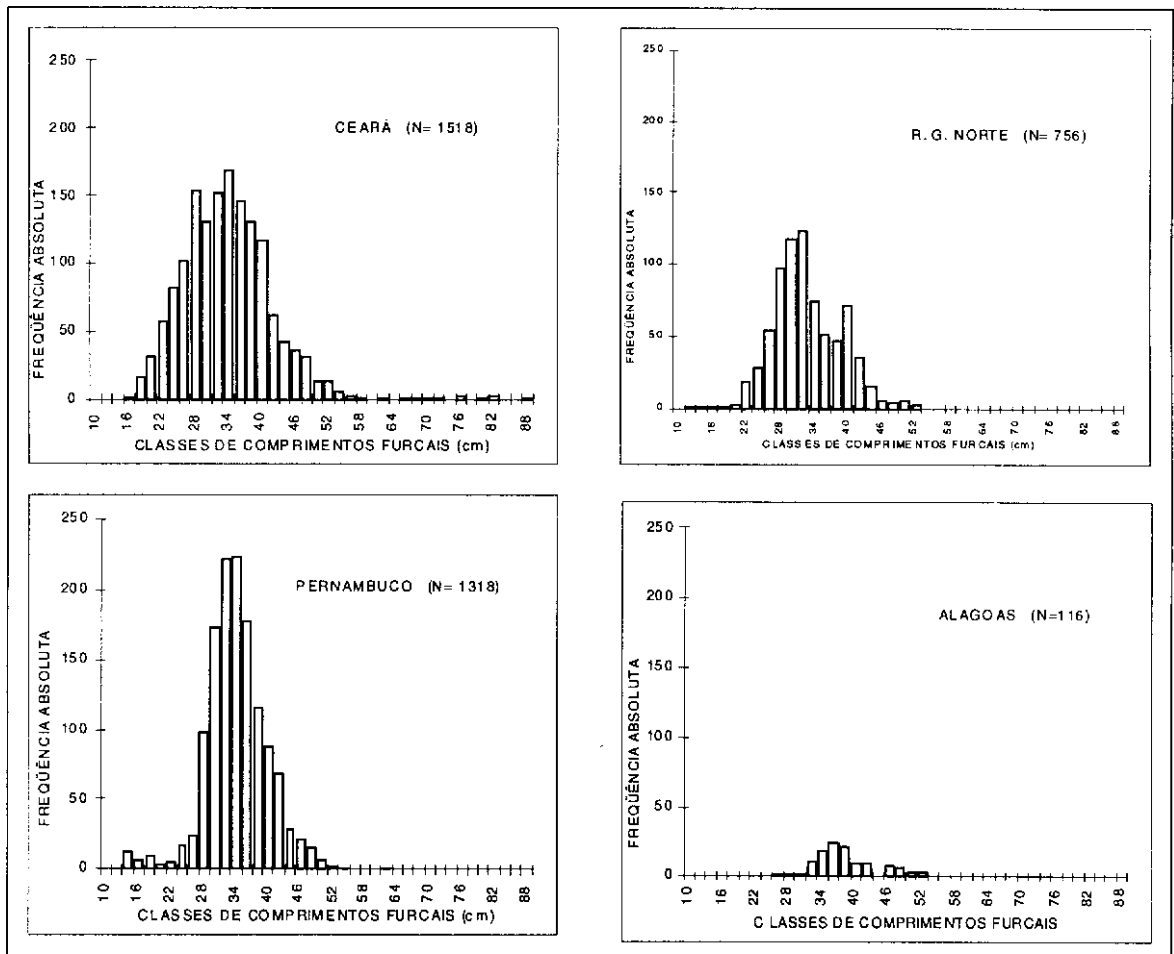 250
200
150
100
50
0
FREQÜÊNCIA ABSOLUTA
CEARÁ (N= 1518)
10 16 22 28 34 40 46 52 58 64 70 76 82 88
CLASSES DE COMPRIMENTOS FURCAIS (cm)
250
200
150
100
50
0
FREQÜÊNCIA ABSOLUTA
R.G. NORTE (N= 756)
10 16 22 28 34 40 46 52 58 64 70 76 82 88
CLASSES DE COMPRIMENTOS FURCAIS (cm)
250
200
150
100
50
0
FREQÜÊNCIA ABSOLUTA
PERNAMBUCO (N= 1318)
10 16 22 28 34 40 46 52 58 64 70 76 82 88
CLASSES DE COMPRIMENTOS FURCAIS (cm)
250
200
150
100
50
0
FREQÜÊNCIA ABSOLUTA
ALAGOAS (N=116)
10 16 22 28 34 40 46 52 58 64 70 76 82 88
CLASSES DE COMPRIMENTOS FURCAIS